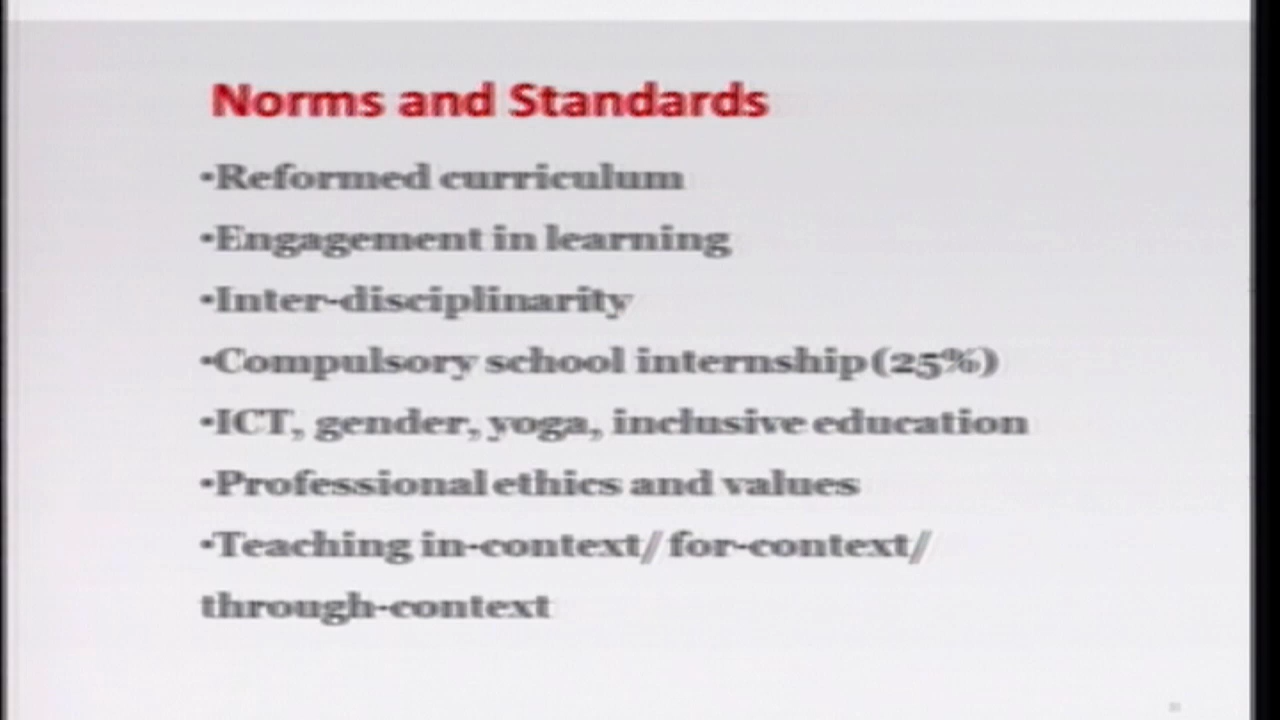 Norms and Standards
•Reformed curriculum
•Engagement in learning
•Inter-disciplinarity
•Compulsory school internship(25%)
•ICT, gender, yoga, inclusive education
•Professional ethics and values
•Teaching in-context/ for-context/
through-context